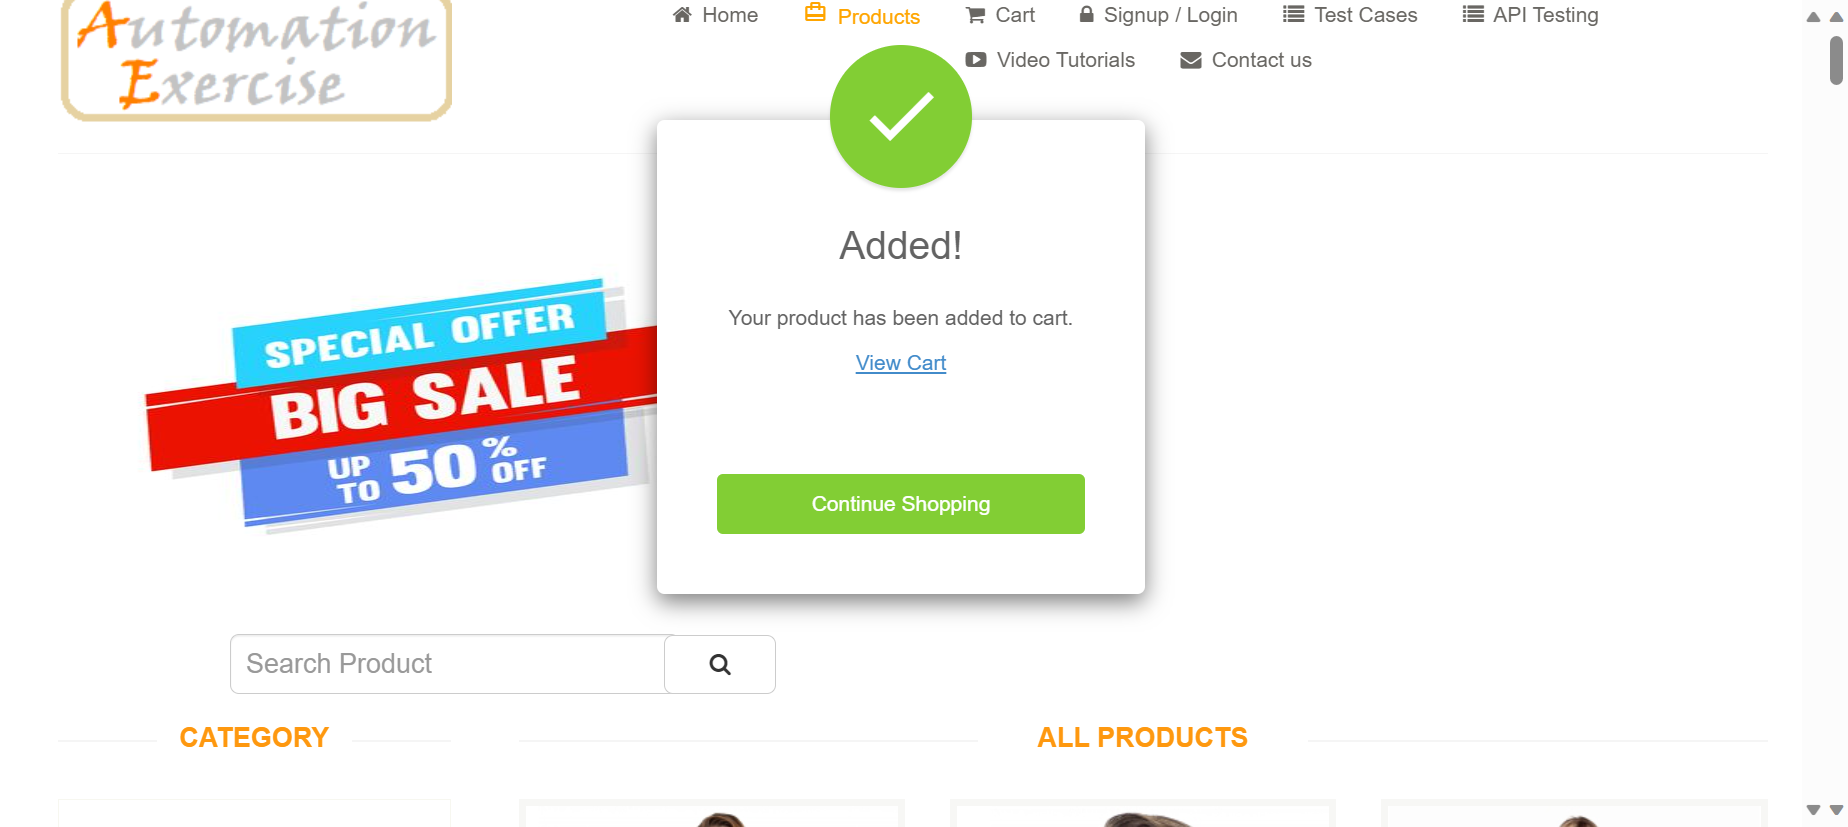 Automation
Exercise
Home
Products
Cart
Signup / Login
Test Cases
API Testing
Video Tutorials
Contact us
Added!
Your product has been added to cart.
View Cart
Continue Shopping
SPECIAL OFFER
BIG SALE
UP TO 50% OFF
Search Product
CATEGORY
ALL PRODUCTS